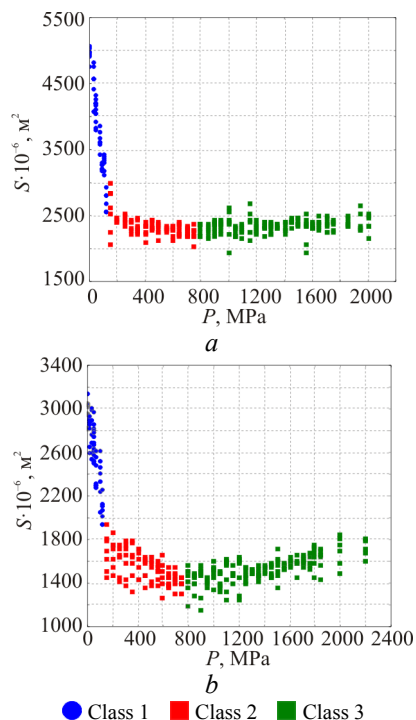 5500
4500
3500
2500
1500
S·10⁻⁶, м²
0 400 800 1200 1600 2000
P, MPa
a
3400
3000
2600
2200
1800
1400
1000
S·10⁻⁶, м²
0 400 800 1200 1600 2000 2400
P, MPa
b
Class 1 Class 2 Class 3